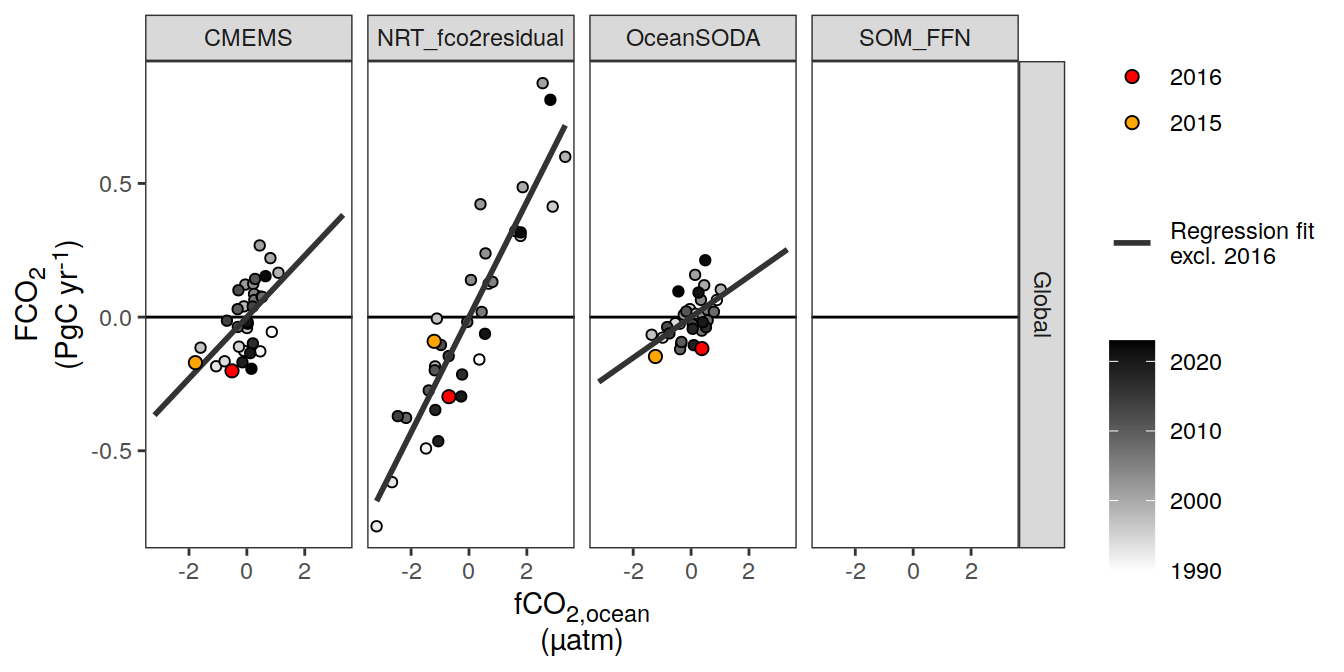 CMEMS NRT_fco2residual OceanSODA SOM_FFN
Global
FCO₂
(PgC yr⁻¹)
0.5
0.0
-0.5
-2 0 2 -2 0 2 -2 0 2 -2 0 2
fCO₂,ocean
(µatm)
2016
2015
Regression fit
excl. 2016
2020
2010
2000
1990